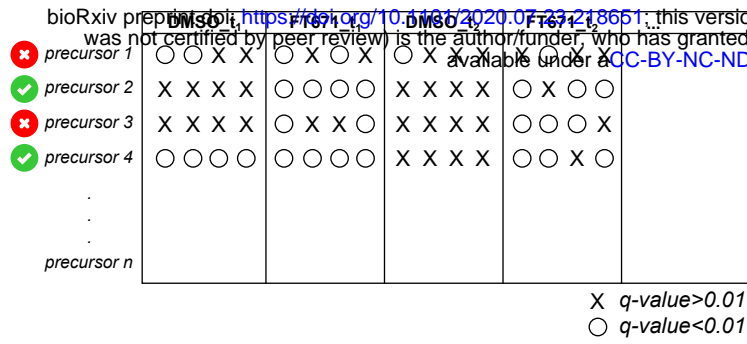 bioRxiv preprint doi: https://doi.org/10.1101/2020.07.23.218651; this versio
was not certified by peer review) is the author/funder, who has granted
available under aCC-BY-NC-ND
DMSO_t1 FT671_t1 DMSO_t2 FT671_t2 ...
precursor 1 O O X X O X O X O X X X X O X
precursor 2 X X X X O O O O X X X X O X O O
precursor 3 X X X X O X X O X X X X O O O X
precursor 4 O O O O O O O O X X X X O O X O
.
.
.
precursor n
X q-value>0.01
O q-value<0.01